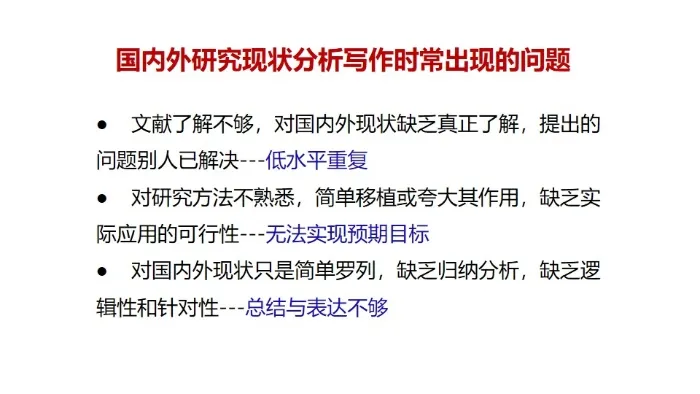 国内外研究现状分析写作时常出现的问题
● 文献了解不够，对国内外现状缺乏真正了解，提出的
问题别人已解决---低水平重复
● 对研究方法不熟悉，简单移植或夸大其作用，缺乏实
际应用的可行性---无法实现预期目标
● 对国内外现状只是简单罗列，缺乏归纳分析，缺乏逻
辑性和针对性---总结与表达不够